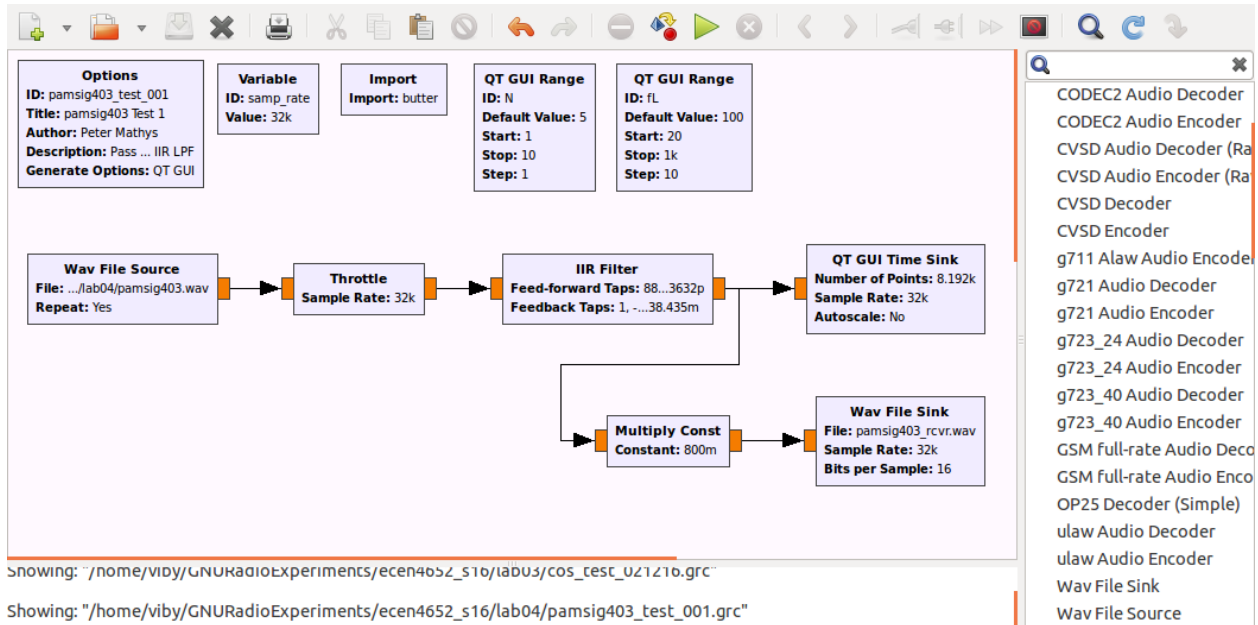 Options
ID: pamsig403_test_001
Title: pamsig403 Test 1
Author: Peter Mathys
Description: Pass ... IIR LPF
Generate Options: QT GUI
Variable
ID: samp_rate
Value: 32k
Import
Import: butter
QT GUI Range
ID: N
Default Value: 5
Start: 1
Stop: 10
Step: 1
QT GUI Range
ID: fL
Default Value: 100
Start: 20
Stop: 1k
Step: 10
Wav File Source
File: .../lab04/pamsig403.wav
Repeat: Yes
Throttle
Sample Rate: 32k
IIR Filter
Feed-forward Taps: 88...3632p
Feedback Taps: 1, -...38.435m
QT GUI Time Sink
Number of Points: 8.192k
Sample Rate: 32k
Autoscale: No
Multiply Const
Constant: 800m
Wav File Sink
File: pamsig403_rcvr.wav
Sample Rate: 32k
Bits per Sample: 16
Showing: "/home/viby/GNURadioExperiments/ecen4652_s16/lab03/cos_test_021216.grc"
Showing: "/home/viby/GNURadioExperiments/ecen4652_s16/lab04/pamsig403_test_001.grc"
CODEC2 Audio Decoder
CODEC2 Audio Encoder
CVSD Audio Decoder (Ra
CVSD Audio Encoder (Ra
CVSD Decoder
CVSD Encoder
g711 Alaw Audio Encode
g721 Audio Decoder
g721 Audio Encoder
g723_24 Audio Decoder
g723_24 Audio Encoder
g723_40 Audio Decoder
g723_40 Audio Encoder
GSM full-rate Audio Deco
GSM full-rate Audio Enco
OP25 Decoder (Simple)
ulaw Audio Decoder
ulaw Audio Encoder
Wav File Sink
Wav File Source